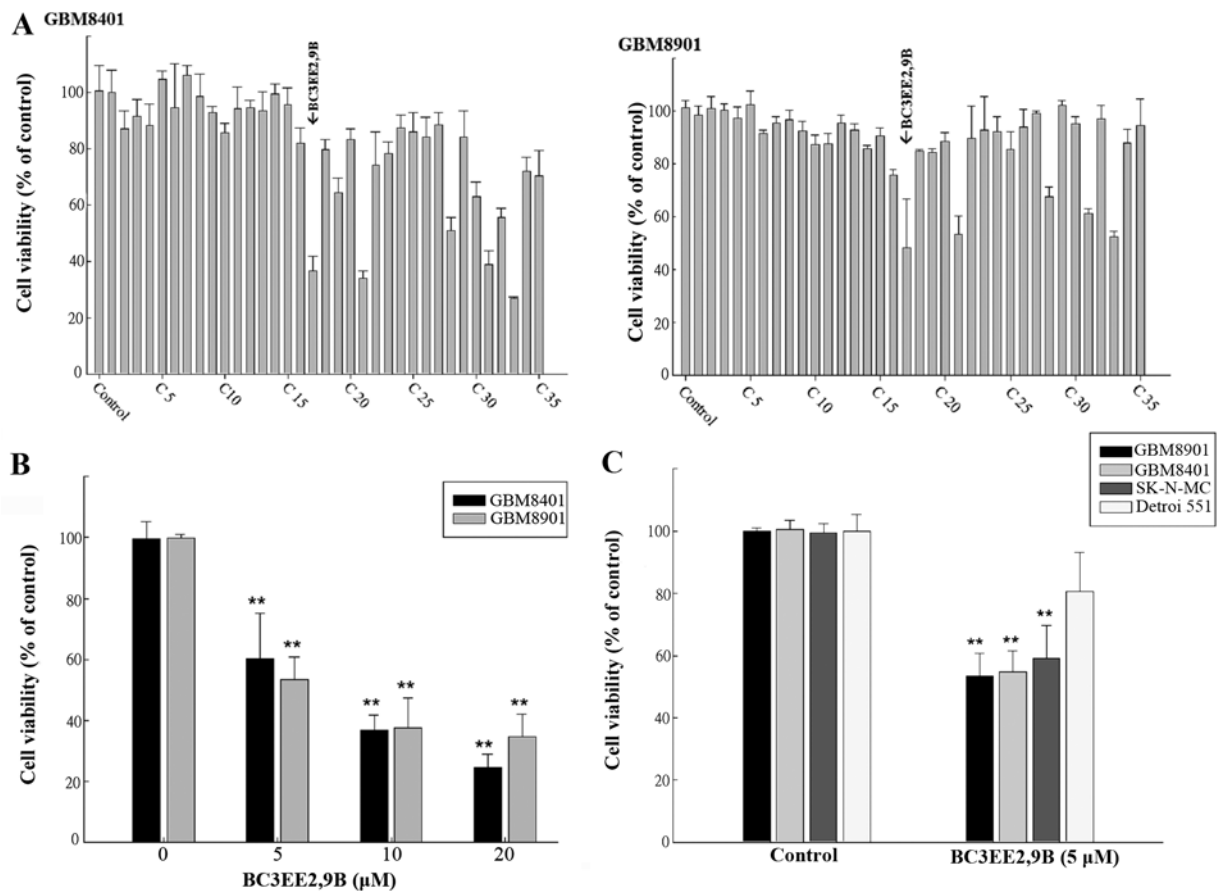 A
GBM8401
Cell viability (% of control)
120
100
80
60
40
20
0
←BC3EE2,9B
Control
C 5
C 10
C 15
C 20
C 25
C 30
C 35
GBM8901
Cell viability (% of control)
120
100
80
60
40
20
0
←BC3EE2,9B
Control
C 5
C 10
C 15
C 20
C 25
C 30
C 35
B
GBM8401
GBM8901
Cell viability (% of control)
100
80
60
40
20
0
** **
** **
** **
0 5 10 20
BC3EE2,9B (μM)
C
GBM8901
GBM8401
SK-N-MC
Detroi 551
Cell viability (% of control)
100
80
60
40
20
0
** ** **
Control BC3EE2,9B (5 μM)